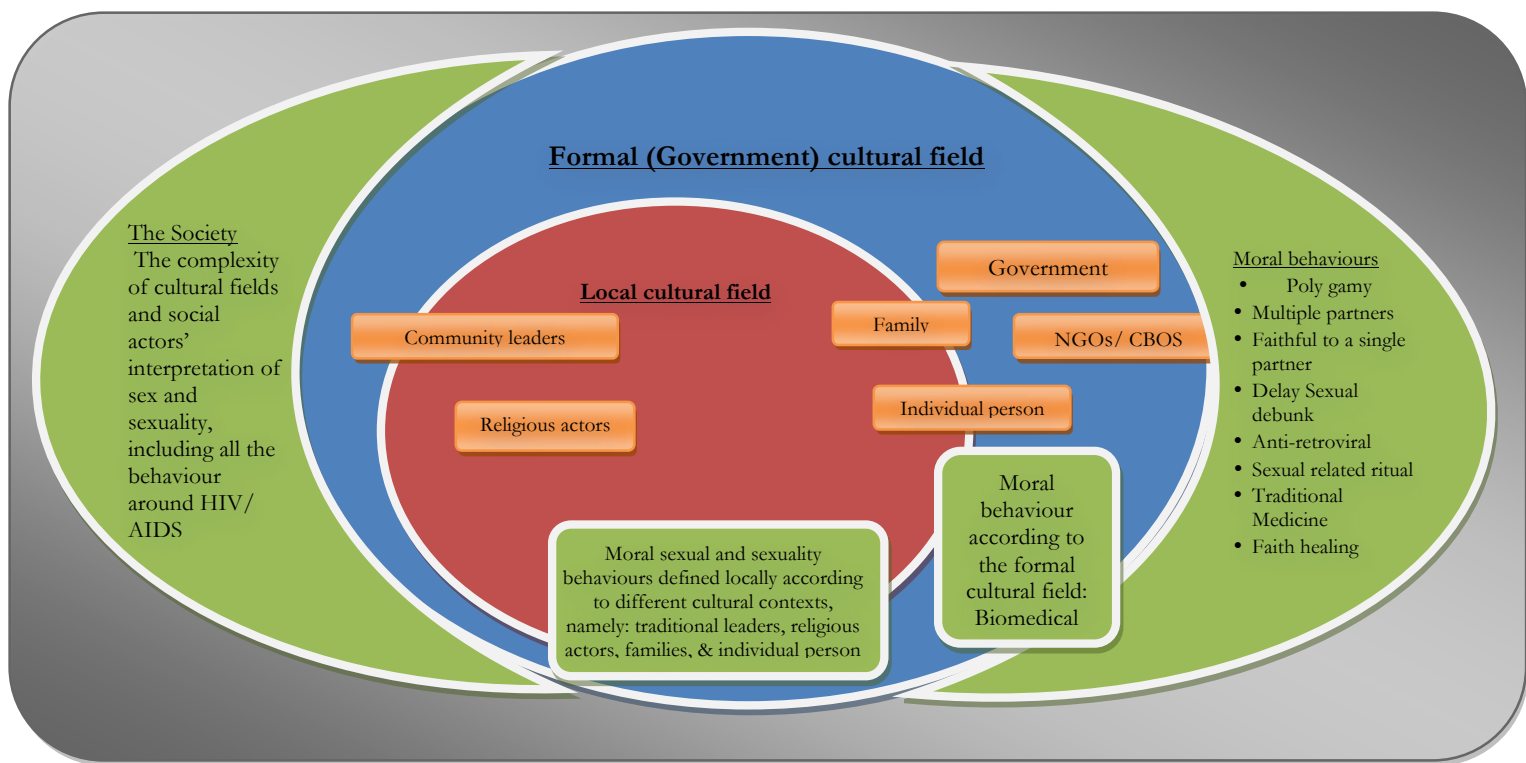 Formal (Government) cultural field
The Society
The complexity
of cultural fields
and social
actors’
interpretation of
sex and
sexuality,
including all the
behaviour
around HIV/
AIDS
Local cultural field
Community leaders
Religious actors
Family
Individual person
Government
NGOs/ CBOS
Moral sexual and sexuality
behaviours defined locally according
to different cultural contexts,
namely: traditional leaders, religious
actors, families, & individual person
Moral
behaviour
according to
the formal
cultural field:
Biomedical
Moral behaviours
• Poly gamy
• Multiple partners
• Faithful to a single
partner
• Delay Sexual
debunk
• Anti-retroviral
• Sexual related ritual
• Traditional
Medicine
• Faith healing